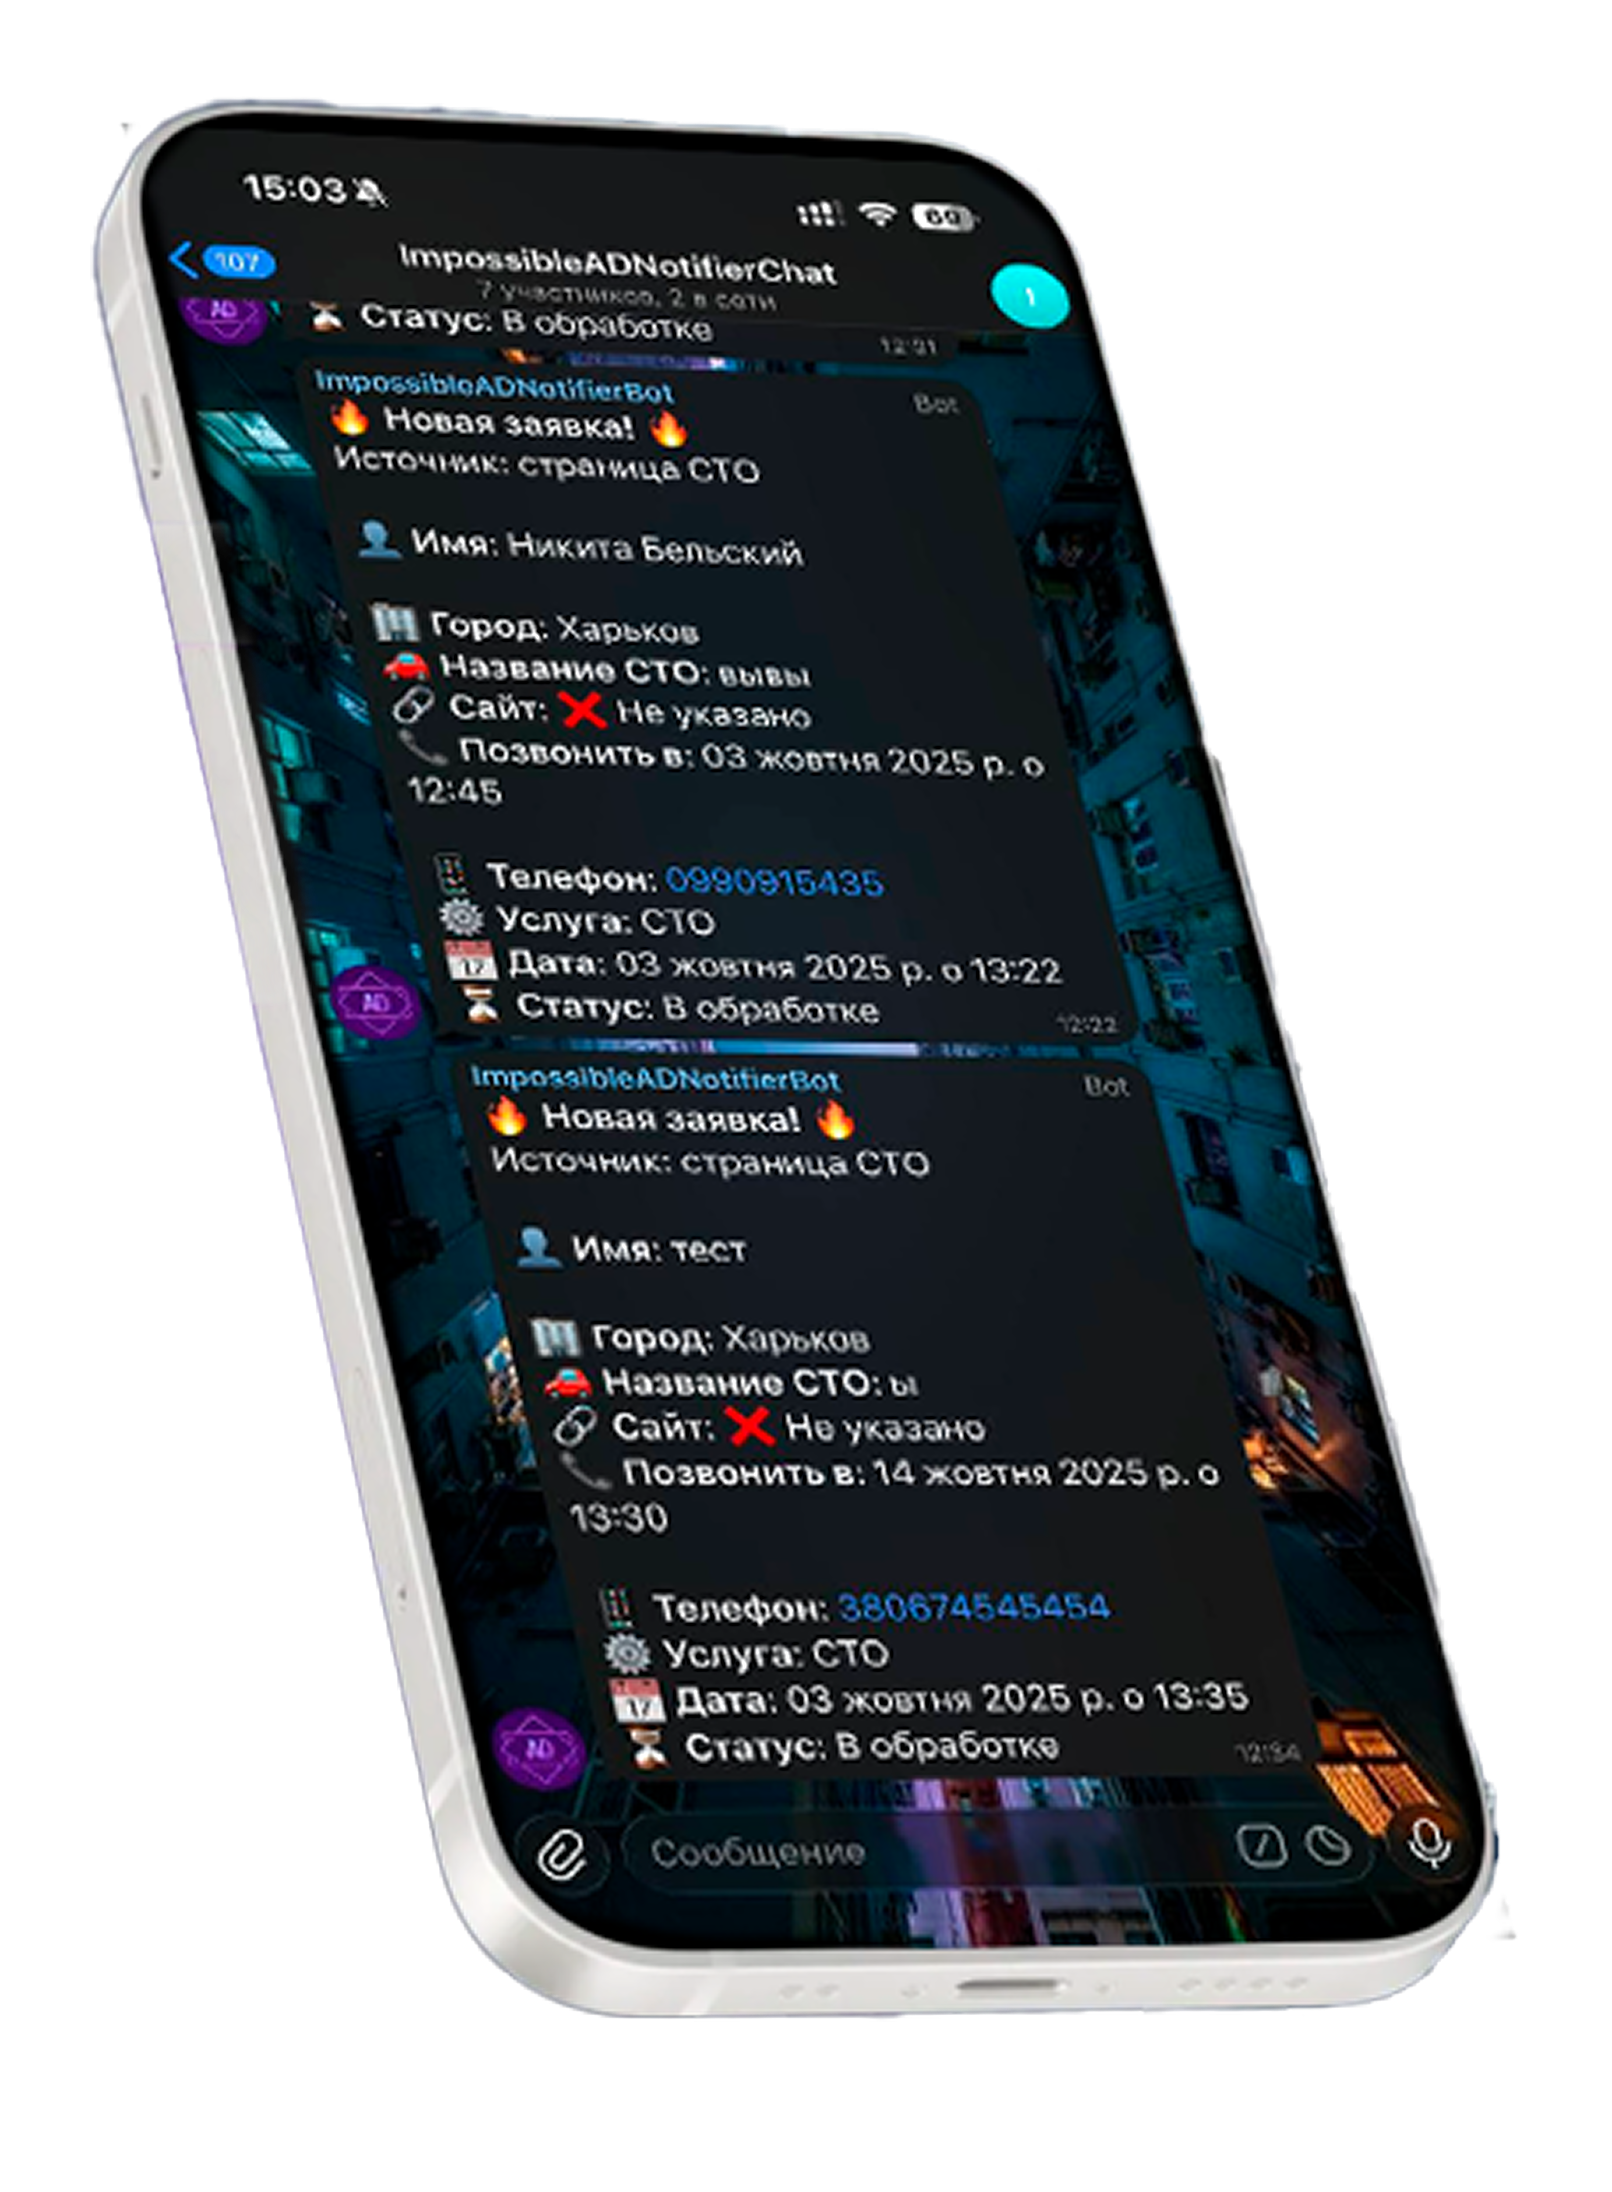 15:03
69
107
ImpossibleADNotifierChat
1
7 участников, 2 в сети
AD
Статус: В обработке
12:21
ImpossibleADNotifierBot
Bot
Новая заявка!
Источник: страница СТО
Имя: Никита Бельский
Город: Харьков
Название СТО: вывы
Сайт: Не указано
Позвонить в: 03 жовтня 2025 р. о
12:45
Телефон: 0990915435
Услуга: СТО
Дата: 03 жовтня 2025 р. о 13:22
AD
Статус: В обработке
12:22
ImpossibleADNotifierBot
Bot
Новая заявка!
Источник: страница СТО
Имя: тест
Город: Харьков
Название СТО: ы
Сайт: Не указано
Позвонить в: 14 жовтня 2025 р. о
13:30
Телефон: 380674545454
Услуга: СТО
Дата: 03 жовтня 2025 р. о 13:35
AD
Статус: В обработке
12:34
Сообщение